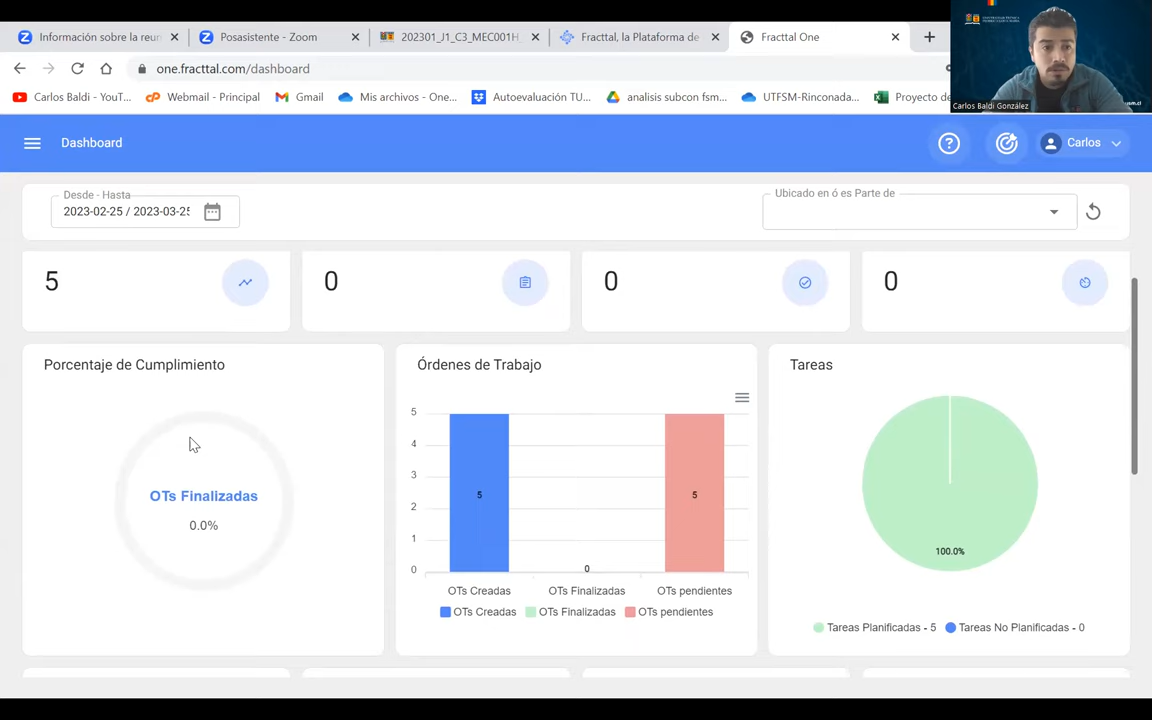 Información sobre la reun
Posasistente - Zoom
202301_J1_C3_MEC001H_
Fracttal, la Plataforma de
Fracttal One
one.fracttal.com/dashboard
Carlos Baldi - YouT...
Webmail - Principal
Gmail
Mis archivos - One...
Autoevaluación TU...
analisis subcon fsm...
UTFSM-Rinconada...
Proyecto de
Carlos Baldi González
Dashboard
Carlos
Desde - Hasta
2023-02-25 / 2023-03-25
Ubicado en ó es Parte de
5
0
0
0
Porcentaje de Cumplimiento
OTs Finalizadas
0.0%
Órdenes de Trabajo
5
4
3
2
1
0
5
0
5
OTs Creadas
OTs Finalizadas
OTs pendientes
OTs Creadas
OTs Finalizadas
OTs pendientes
Tareas
100.0%
Tareas Planificadas - 5
Tareas No Planificadas - 0